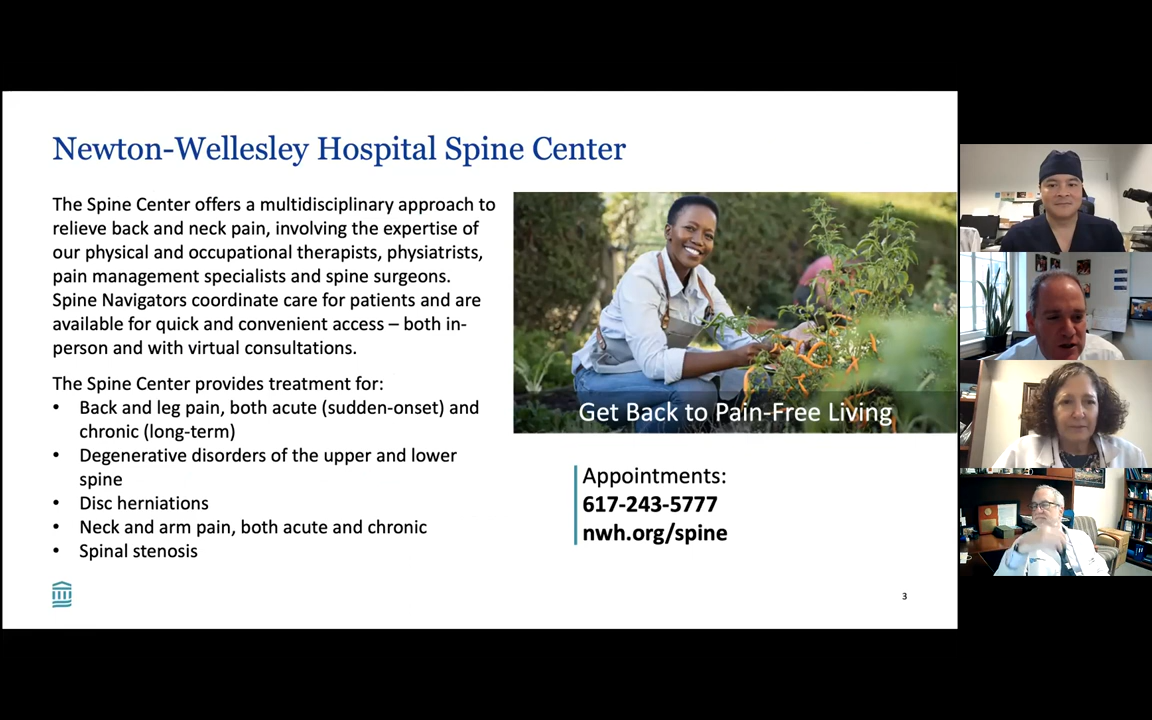 Newton-Wellesley Hospital Spine Center
The Spine Center offers a multidisciplinary approach to
relieve back and neck pain, involving the expertise of
our physical and occupational therapists, physiatrists,
pain management specialists and spine surgeons.
Spine Navigators coordinate care for patients and are
available for quick and convenient access – both in-
person and with virtual consultations.
The Spine Center provides treatment for:
• Back and leg pain, both acute (sudden-onset) and
chronic (long-term)
• Degenerative disorders of the upper and lower
spine
• Disc herniations
• Neck and arm pain, both acute and chronic
• Spinal stenosis
Get Back to Pain-Free Living
Appointments:
617-243-5777
nwh.org/spine
3